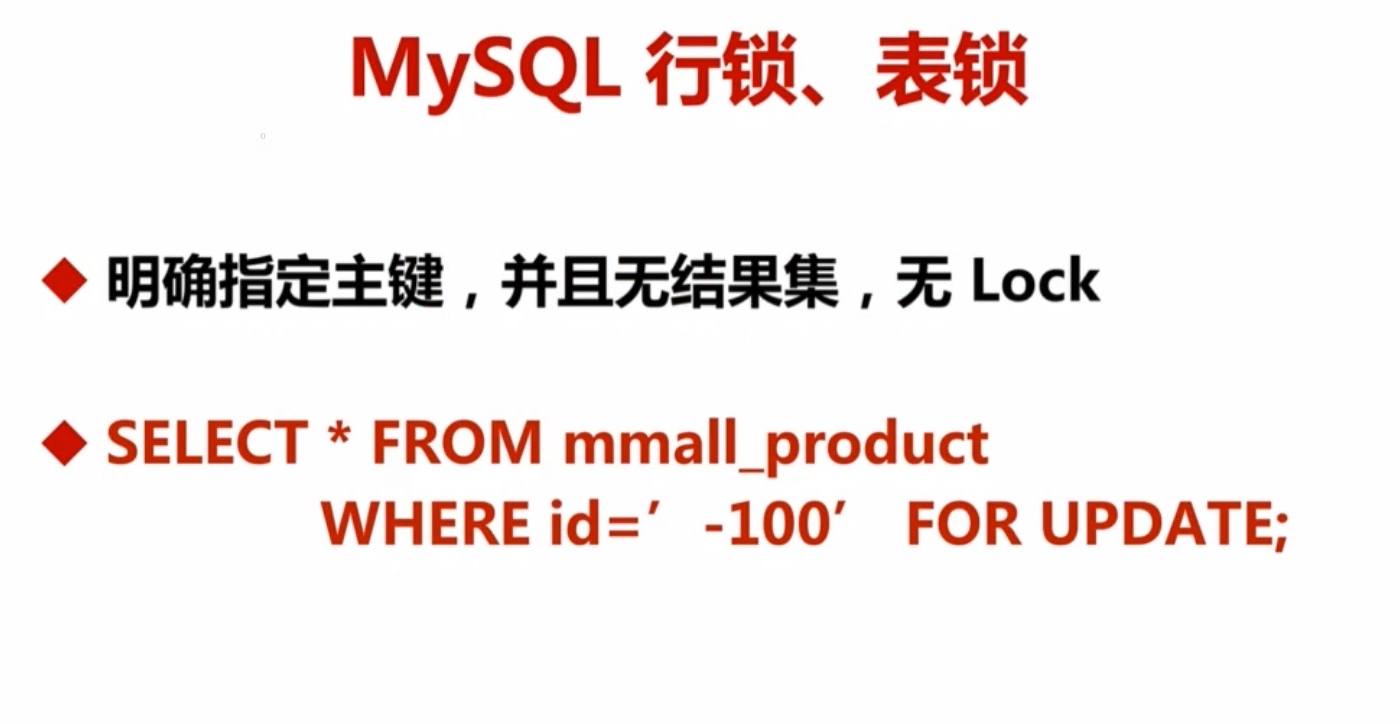 MySQL 行锁、表锁
明确指定主键，并且无结果集，无 Lock
SELECT * FROM mmall_product
WHERE id=’ -100’ FOR UPDATE;